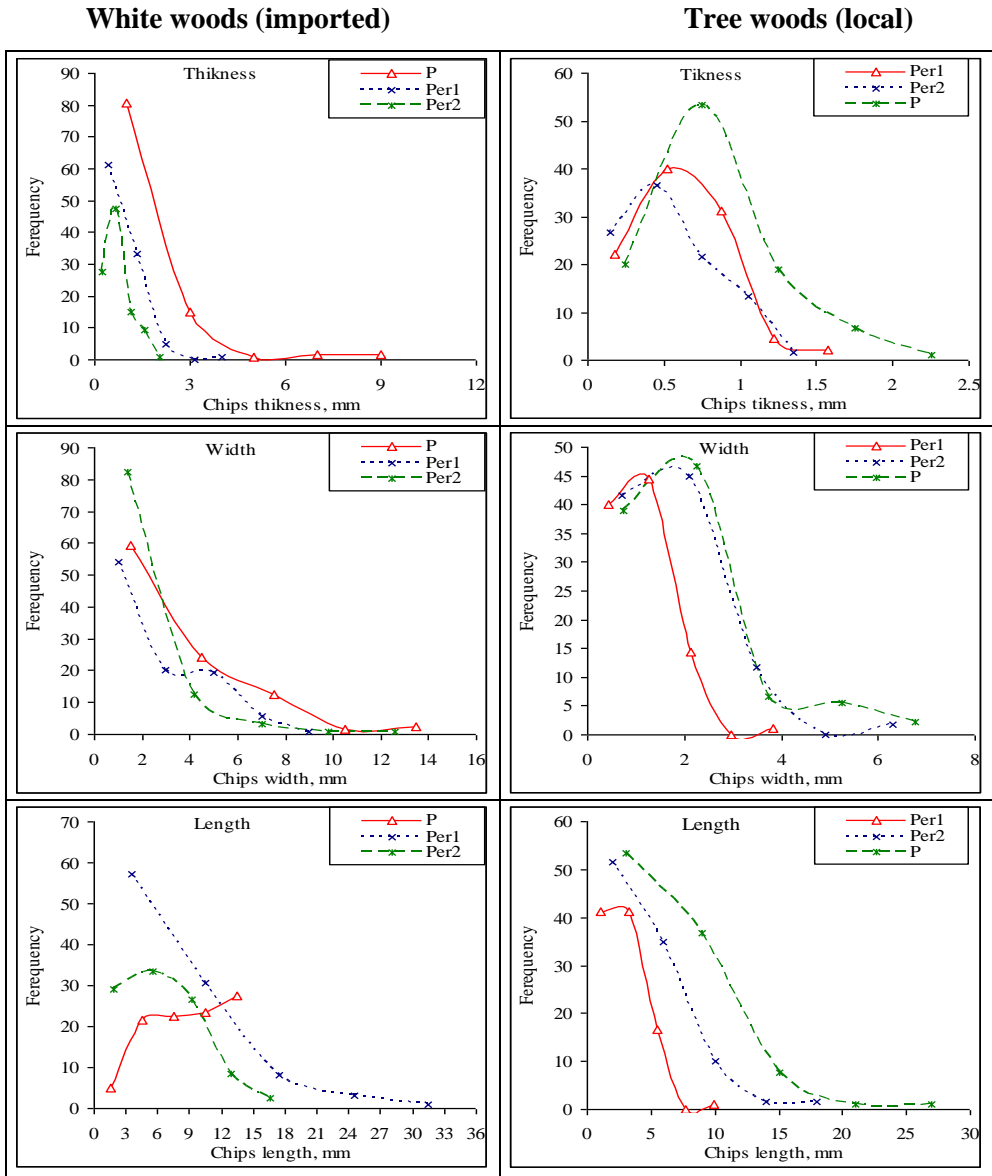 White woods (imported)
Tree woods (local)
Thikness
P
Per1
Per2
Ferequency
90
80
70
60
50
40
30
20
10
0
0 3 6 9 12
Chips thikness, mm
Tikness
Per1
Per2
P
Ferequency
60
50
40
30
20
10
0
0 0.5 1 1.5 2 2.5
Chips tikness, mm
Width
P
Per1
Per2
Ferequency
90
80
70
60
50
40
30
20
10
0
0 2 4 6 8 10 12 14 16
Chips width, mm
Width
Per1
Per2
P
Ferequency
50
45
40
35
30
25
20
15
10
5
0
0 2 4 6 8
Chips width, mm
Length
P
Per1
Per2
Ferequency
70
60
50
40
30
20
10
0
0 3 6 9 12 15 18 21 24 27 30 33 36
Chips length, mm
Length
Per1
Per2
P
Ferequency
60
50
40
30
20
10
0
0 5 10 15 20 25 30
Chips length, mm